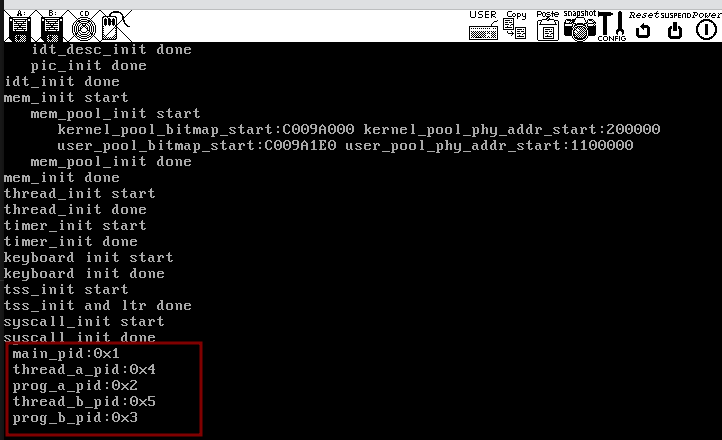 A: B: CD USER Copy Paste snapshot CONFIG Reset SUSPEND Power
idt_desc_init done
pic_init done
idt_init done
mem_init start
mem_pool_init start
kernel_pool_bitmap_start:C009A000 kernel_pool_phy_addr_start:200000
user_pool_bitmap_start:C009A1E0 user_pool_phy_addr_start:1100000
mem_pool_init done
mem_init done
thread_init start
thread_init done
timer_init start
timer_init done
keyboard init start
keyboard init done
tss_init start
tss_init and ltr done
syscall_init start
syscall_init done
main_pid:0x1
thread_a_pid:0x4
prog_a_pid:0x2
thread_b_pid:0x5
prog_b_pid:0x3